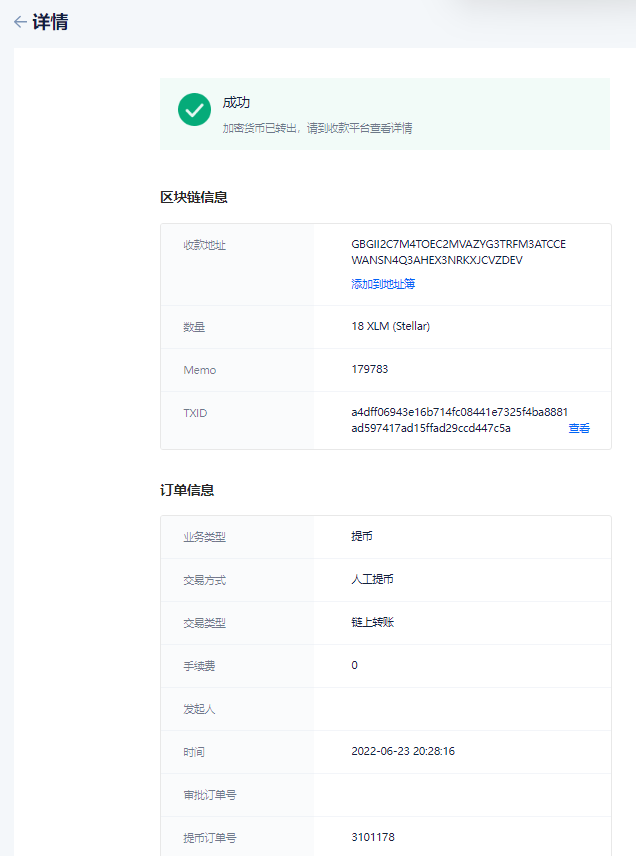 详情
成功
加密货币已转出，请到收款平台查看详情
区块链信息
收款地址
GBGII2C7M4TOEC2MVAZYG3TRFM3ATCCE
WANSN4Q3AHEX3NRKXJCVZDEV
添加到地址簿
数量 18 XLM (Stellar)
Memo 179783
TXID a4dff06943e16b714fc08441e7325f4ba8881
ad597417ad15ffad29ccd447c5a 查看
订单信息
业务类型 提币
交易方式 人工提币
交易类型 链上转账
手续费 0
发起人
时间 2022-06-23 20:28:16
审批订单号
提币订单号 3101178